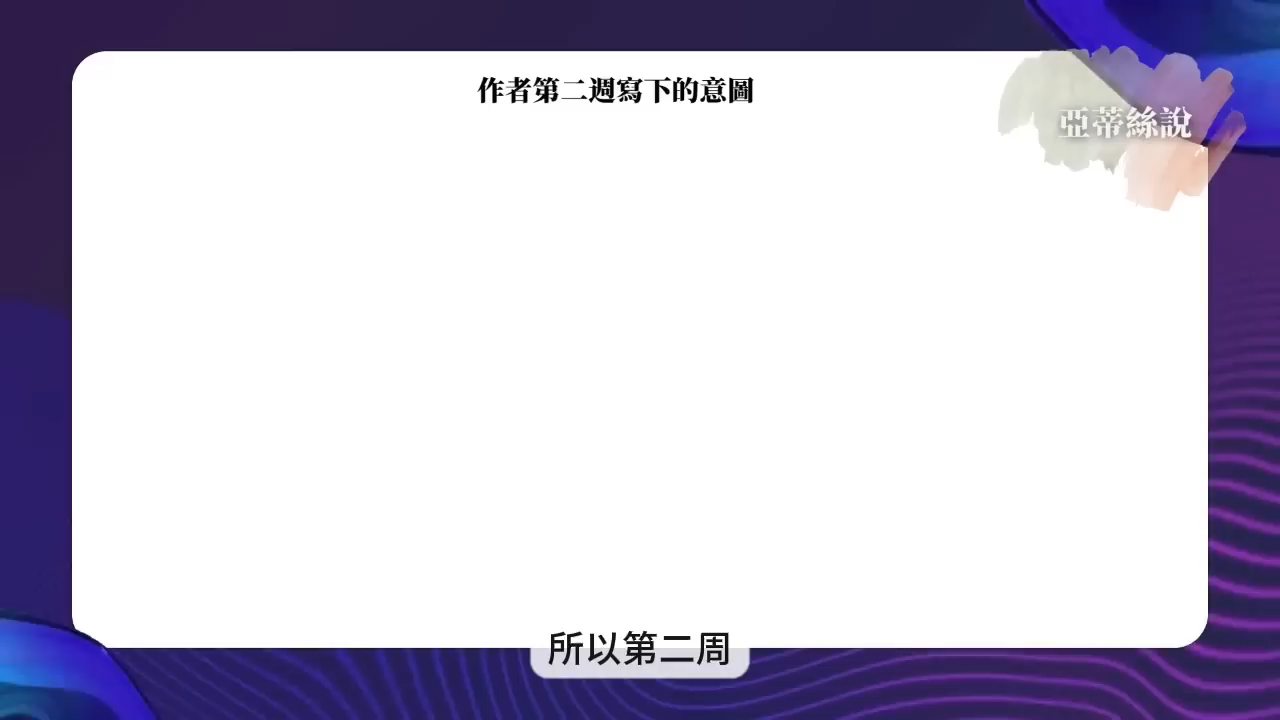 作者第二週寫下的意圖
亞蒂絲說
所以第二周